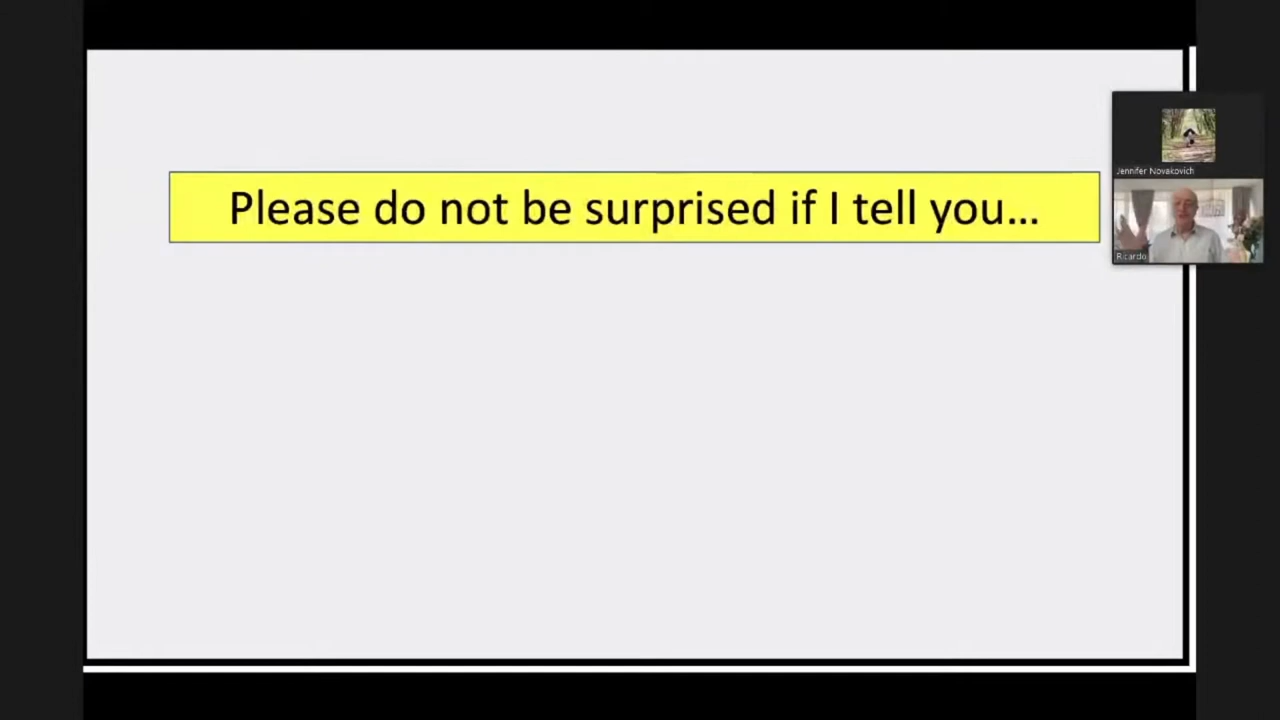 Please do not be surprised if I tell you...
Jennifer Novakovich
Ricardo